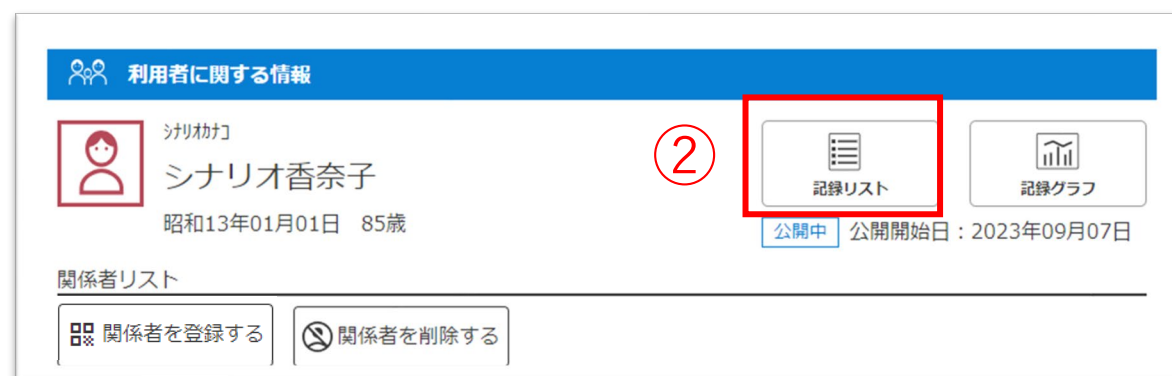 利用者に関する情報
ｼﾅﾘｵｶﾅｺ
シナリオ香奈子
昭和13年01月01日 85歳
②
記録リスト
記録グラフ
公開中 公開開始日：2023年09月07日
関係者リスト
関係者を登録する
関係者を削除する